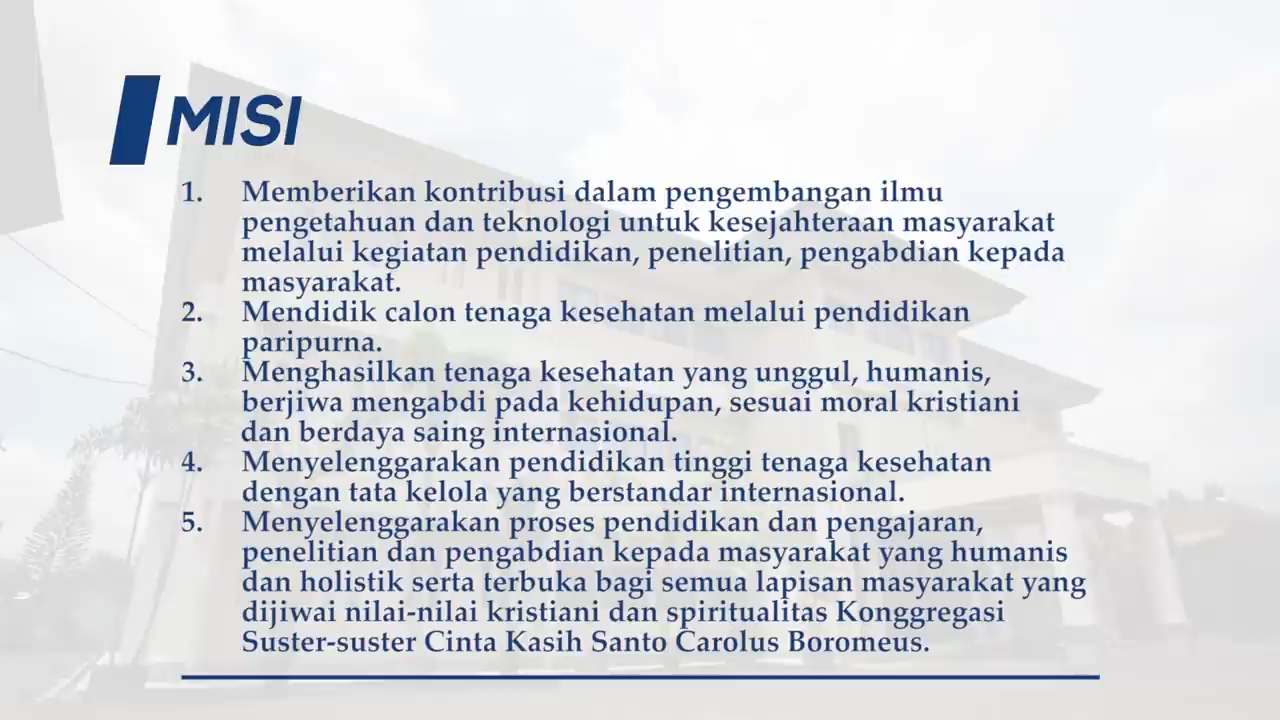 MISI
1. Memberikan kontribusi dalam pengembangan ilmu
pengetahuan dan teknologi untuk kesejahteraan masyarakat
melalui kegiatan pendidikan, penelitian, pengabdian kepada
masyarakat.
2. Mendidik calon tenaga kesehatan melalui pendidikan
paripurna.
3. Menghasilkan tenaga kesehatan yang unggul, humanis,
berjiwa mengabdi pada kehidupan, sesuai moral kristiani
dan berdaya saing internasional.
4. Menyelenggarakan pendidikan tinggi tenaga kesehatan
dengan tata kelola yang berstandar internasional.
5. Menyelenggarakan proses pendidikan dan pengajaran,
penelitian dan pengabdian kepada masyarakat yang humanis
dan holistik serta terbuka bagi semua lapisan masyarakat yang
dijiwai nilai-nilai kristiani dan spiritualitas Konggregasi
Suster-suster Cinta Kasih Santo Carolus Boromeus.